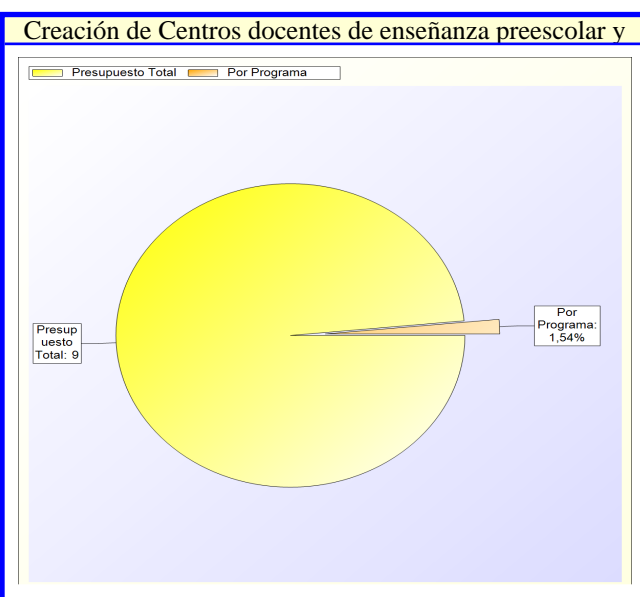 Creación de Centros docentes de enseñanza preescolar y
Presupuesto Total Por Programa
Presup
uesto
Total: 9
Por
Programa:
1,54%